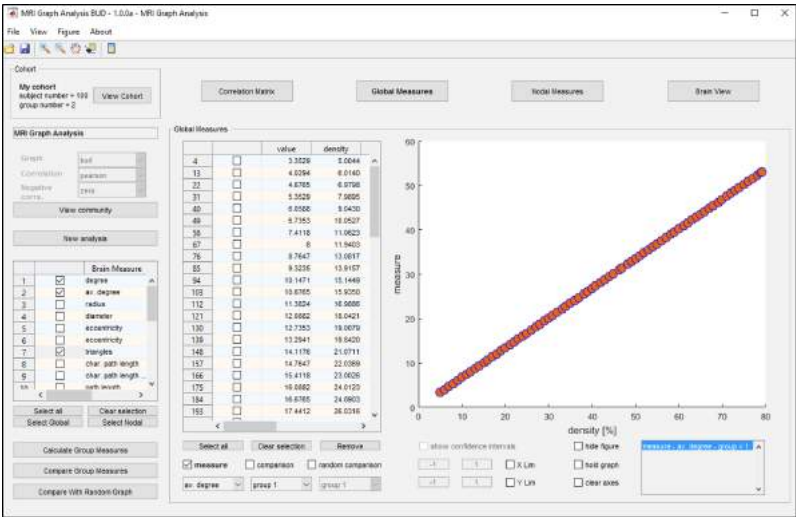 MRI Graph Analysis BUD - 1.0.0a - MRI Graph Analysis
File View Figure About
Cohort
My cohort
subject number = 100
group number = 2
View Cohort
Correlation Matrix
Global Measures
Nodal Measures
Brain View
MRI Graph Analysis
Graph bud
Correlation pearson
Negative corrs. zero
View community
New analysis
Brain Measure
1 degree
2 av. degree
3 radius
4 diameter
5 eccentricity
6 eccentricity
7 triangles
8 char. path length
9 char. path length ...
10 path length
Select all Clear selection
Select Global Select Nodal
Calculate Group Measures
Compare Group Measures
Compare With Random Graph
Global Measures
value density
4 3.3529 5.0044
13 4.0294 6.0140
22 4.6765 6.9798
31 5.3529 7.9895
40 6.0588 9.0430
49 6.7353 10.0527
58 7.4118 11.0623
67 8 11.9403
76 8.7647 13.0817
85 9.3235 13.9157
94 10.1471 15.1449
103 10.6765 15.9350
112 11.3824 16.9886
121 12.0882 18.0421
130 12.7353 19.0079
139 13.2941 19.8420
148 14.1176 21.0711
157 14.7647 22.0369
166 15.4118 23.0026
175 16.0882 24.0123
184 16.6765 24.8903
193 17.4412 26.0316
Select all Clear selection Remove
measure comparison random comparison
av. degree group 1 group 1
60
50
40
30
20
10
0
measure
0 10 20 30 40 50 60 70 80
density [%]
show confidence intervals
-1 1 X Lim
-1 1 Y Lim
hide figure
hold graph
clear axes
measure , av. degree , group = 1